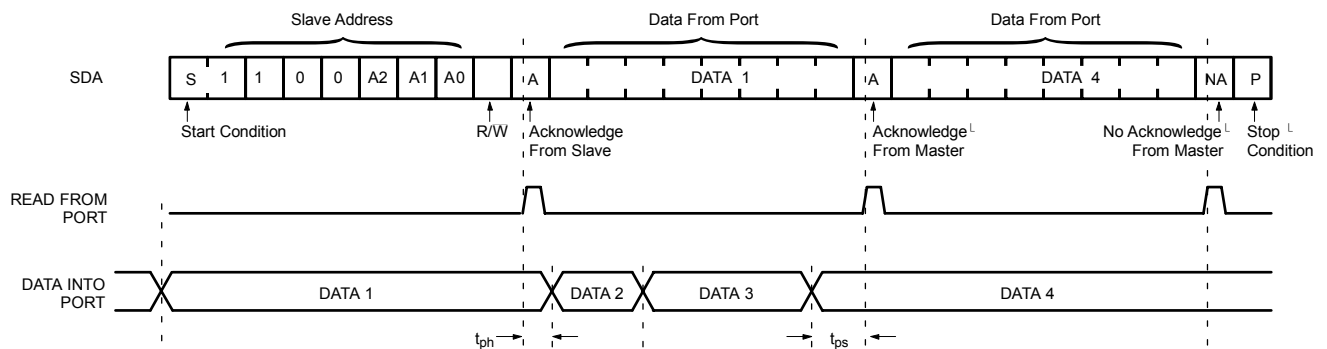 Slave Address
Data From Port
Data From Port
SDA
S 1 1 0 0 A2 A1 A0 A DATA 1 A DATA 4 NA P
Start Condition
R/W̅
Acknowledge
From Slave
Acknowledge
From Master
No Acknowledge
From Master
Stop
Condition
READ FROM
PORT
DATA INTO
PORT
DATA 1
DATA 2
DATA 3
DATA 4
tph
tps